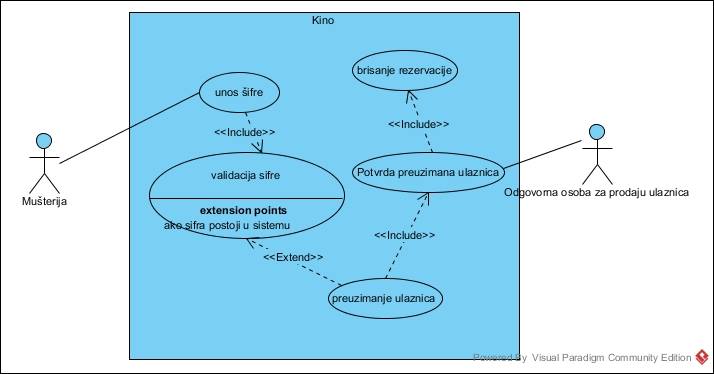 Kino
brisanje rezervacije
unos šifre
<<Include>>
<<Include>>
validacija sifre
Potvrda preuzimana ulaznica
extension points
ako sifra postoji u sistemu
Mušterija
Odgovorna osoba za prodaju ulaznica
<<Include>>
<<Extend>>
preuzimanje ulaznica
Powered By Visual Paradigm Community Edition